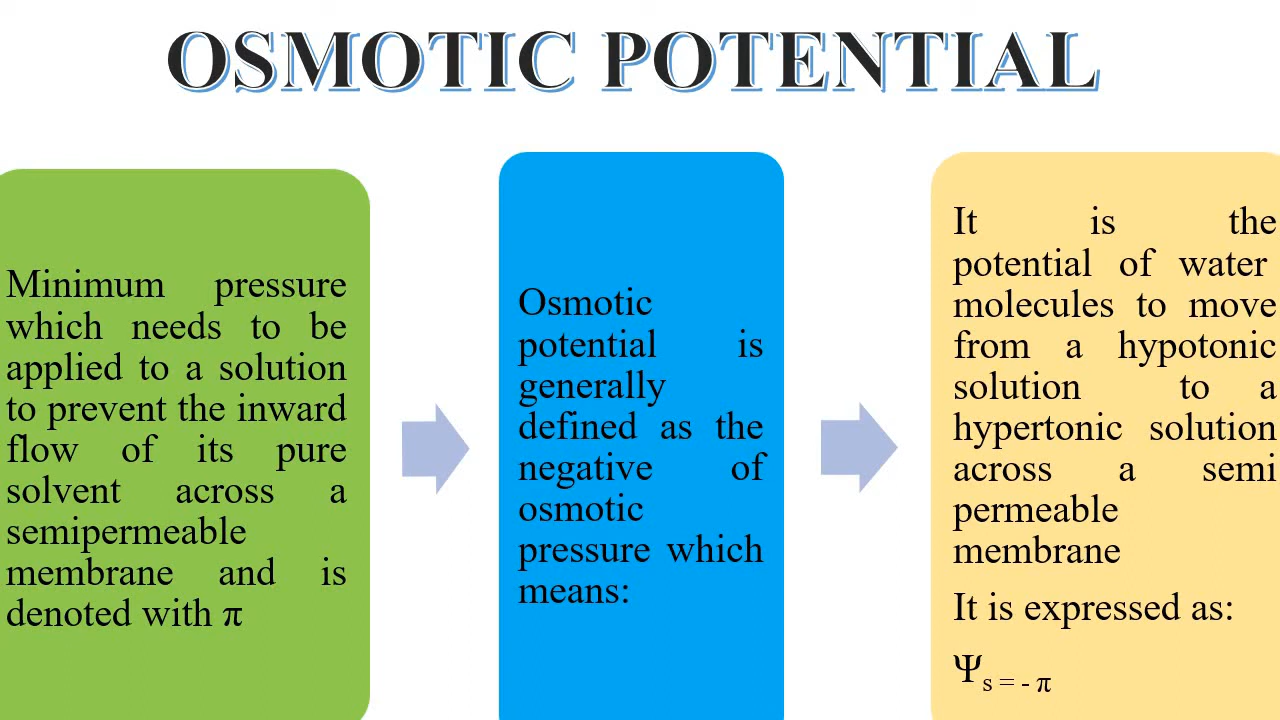 OSMOTIC POTENTIAL
Minimum pressure
which needs to be
applied to a solution
to prevent the inward
flow of its pure
solvent across a
semipermeable
membrane and is
denoted with π
Osmotic
potential is
generally
defined as the
negative of
osmotic
pressure which
means:
It is the
potential of water
molecules to move
from a hypotonic
solution to a
hypertonic solution
across a semi
permeable
membrane
It is expressed as:
Ψs = - π